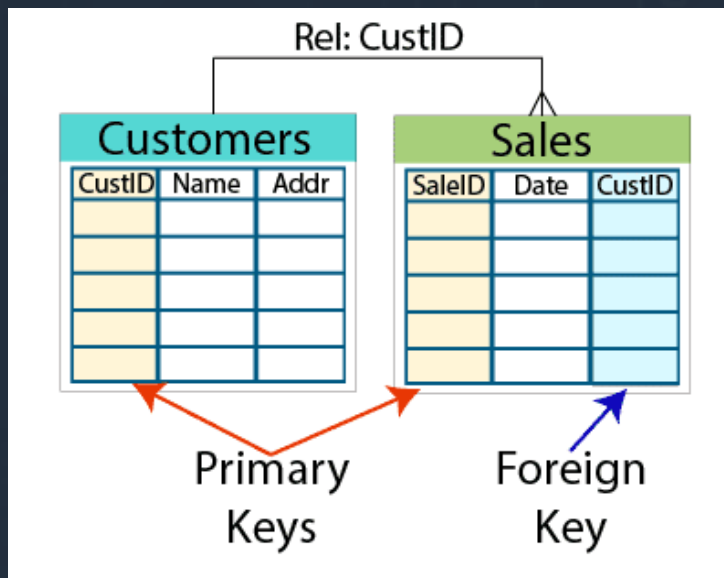 Rel: CustID
Customers
Sales
CustID Name Addr
SaleID Date CustID
Primary
Keys
Foreign
Key